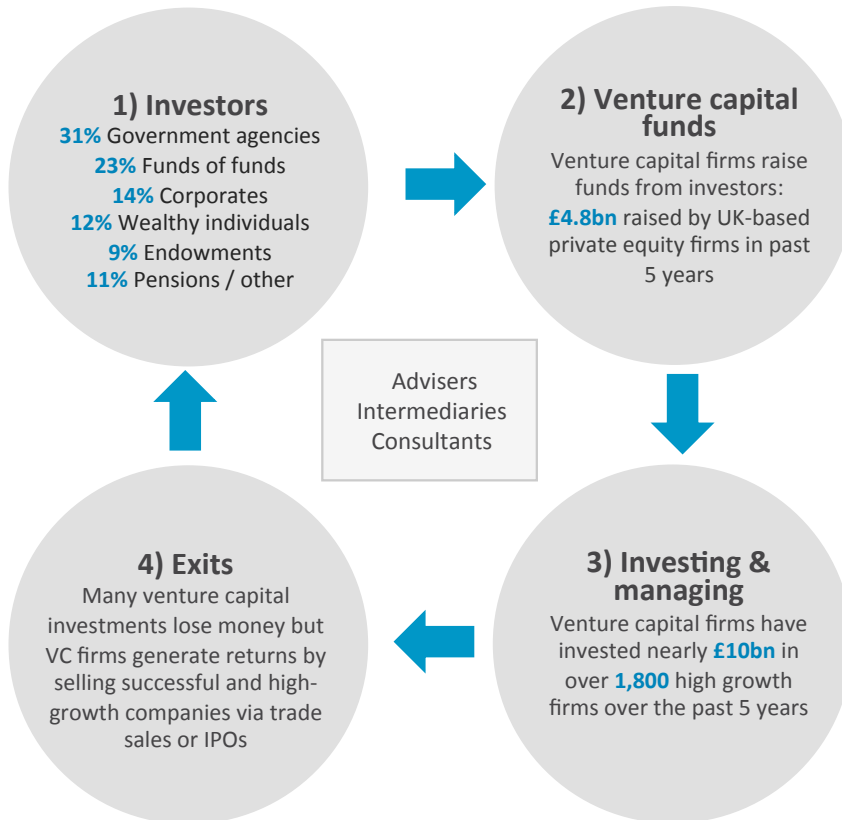 1) Investors
31% Government agencies
23% Funds of funds
14% Corporates
12% Wealthy individuals
9% Endowments
11% Pensions / other
2) Venture capital
funds
Venture capital firms raise
funds from investors:
£4.8bn raised by UK-based
private equity firms in past
5 years
Advisers
Intermediaries
Consultants
3) Investing &
managing
Venture capital firms have
invested nearly £10bn in
over 1,800 high growth
firms over the past 5 years
4) Exits
Many venture capital
investments lose money but
VC firms generate returns by
selling successful and high-
growth companies via trade
sales or IPOs